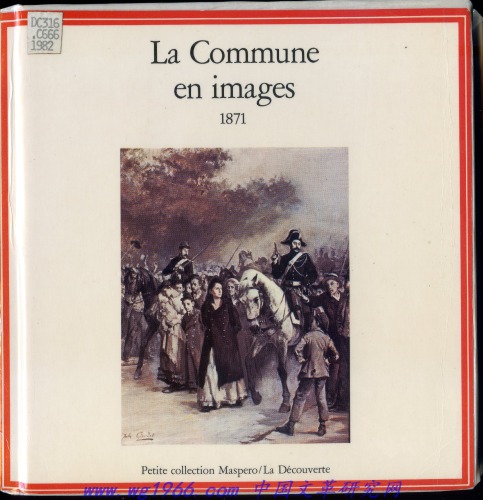 DC316
.C666
1982
La Commune
en images
1871
Petite collection Maspero/La Découverte
www.wg1966.com 中国文革研究网